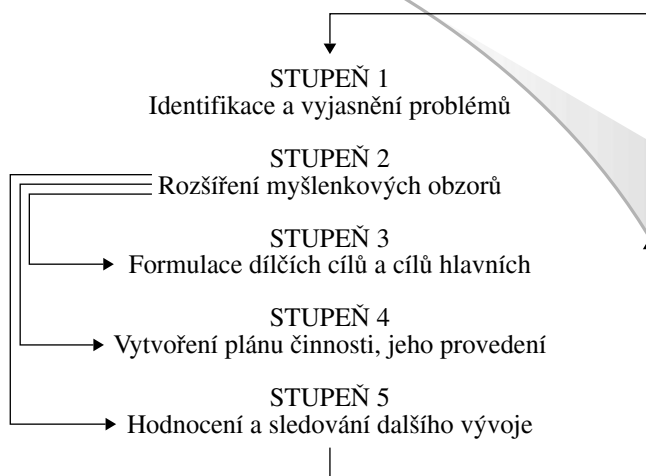 STUPEŇ 1
Identifikace a vyjasnění problémů
STUPEŇ 2
Rozšíření myšlenkových obzorů
STUPEŇ 3
Formulace dílčích cílů a cílů hlavních
STUPEŇ 4
Vytvoření plánu činnosti, jeho provedení
STUPEŇ 5
Hodnocení a sledování dalšího vývoje